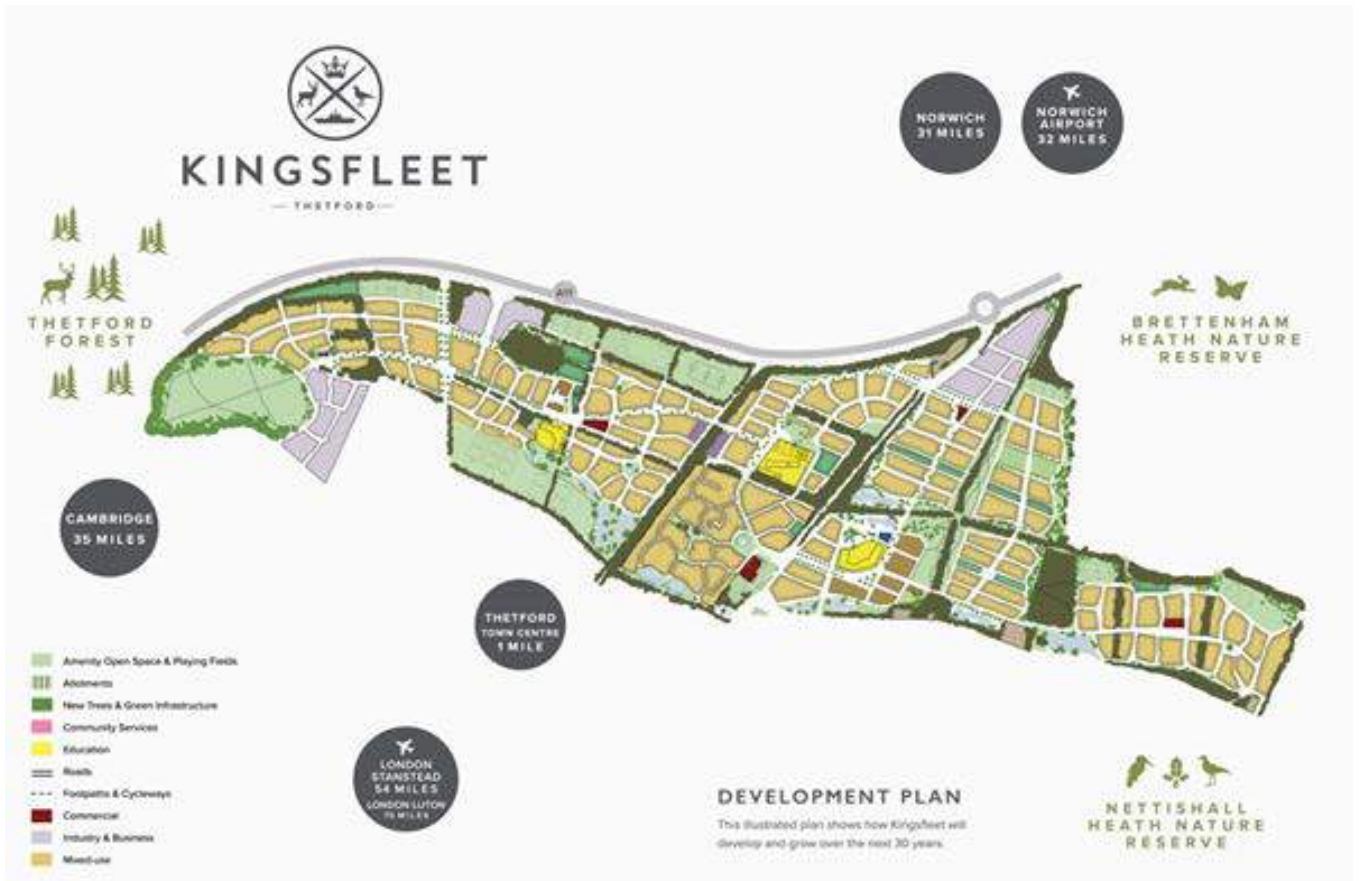 KINGSFLEET
THETFORD
NORWICH
31 MILES
NORWICH
AIRPORT
32 MILES
THETFORD
FOREST
A11
BRETTENHAM
HEATH NATURE
RESERVE
CAMBRIDGE
35 MILES
THETFORD
TOWN CENTRE
1 MILE
Amenity Open Space & Playing Fields
Allotments
New Trees & Green Infrastructure
Community Services
Education
Roads
Footpaths & Cycleways
Commercial
Industry & Business
Mixed-use
LONDON
STANSTEAD
54 MILES
LONDON LUTON
75 MILES
DEVELOPMENT PLAN
This illustrated plan shows how Kingsfleet will
develop and grow over the next 30 years.
NETTISHALL
HEATH NATURE
RESERVE